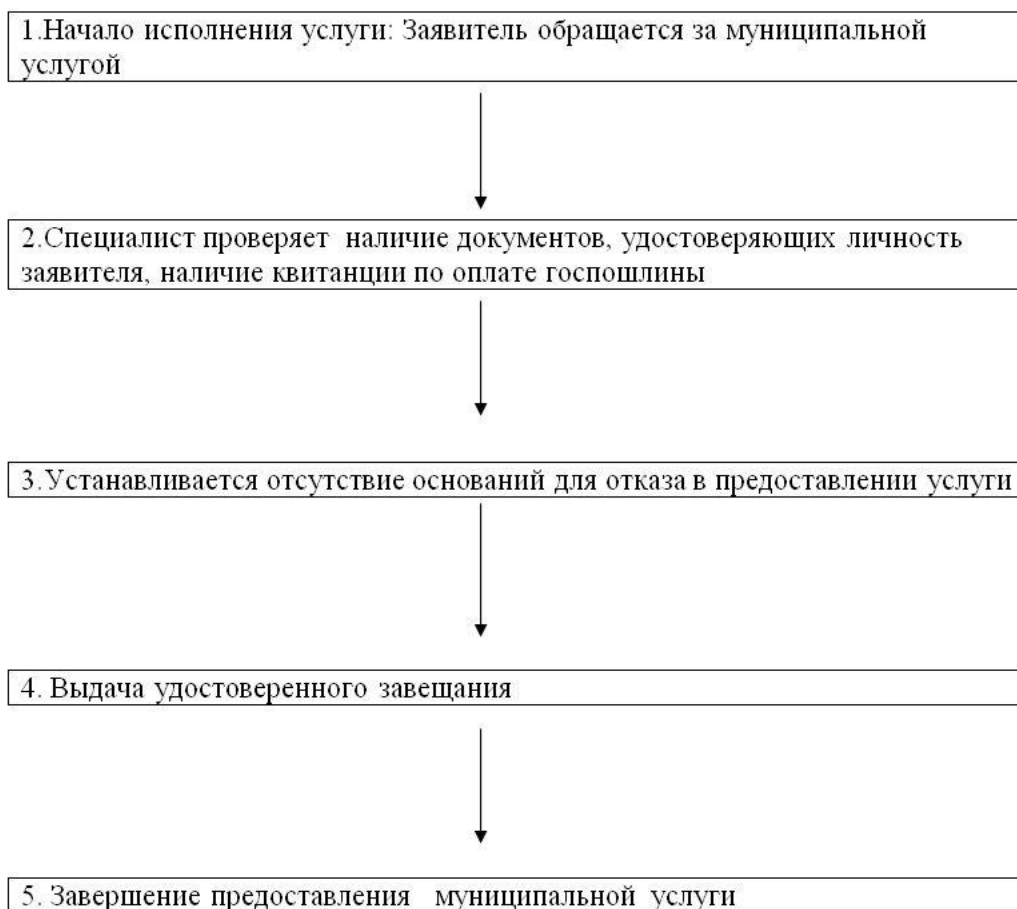 1.Начало исполнения услуги: Заявитель обращается за муниципальной
услугой
2.Специалист проверяет наличие документов, удостоверяющих личность
заявителя, наличие квитанции по оплате госпошлины
3.Устанавливается отсутствие оснований для отказа в предоставлении услуги
4. Выдача удостоверенного завещания
5. Завершение предоставления муниципальной услуги